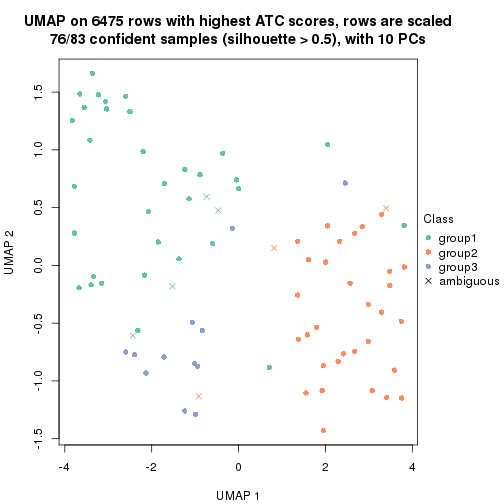 UMAP on 6475 rows with highest ATC scores, rows are scaled
76/83 confident samples (silhouette > 0.5), with 10 PCs
UMAP 2
1.5
1.0
0.5
0.0
-0.5
-1.0
-1.5
-4
-2
0
2
4
UMAP 1
Class
group1
group2
group3
ambiguous